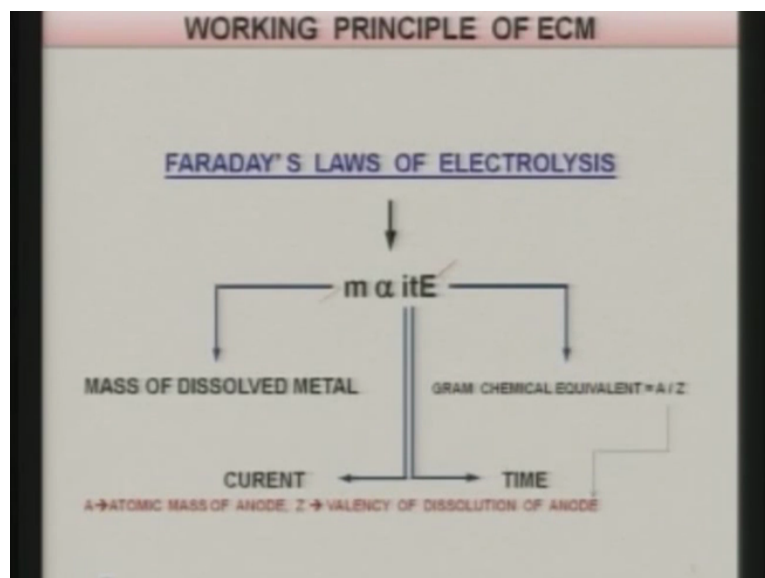 WORKING PRINCIPLE OF ECM
FARADAY'S LAWS OF ELECTROLYSIS
m α itE
MASS OF DISSOLVED METAL
GRAM CHEMICAL EQUIVALENT = A / Z
CURENT
TIME
A→ATOMIC MASS OF ANODE, Z→VALENCY OF DISSOLUTION OF ANODE